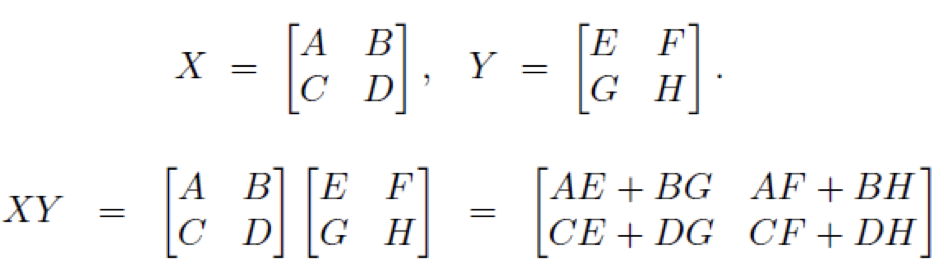 X = [A B; C D], Y = [E F; G H].
XY = [A B; C D] [E F; G H] = [AE + BG AF + BH; CE + DG CF + DH]